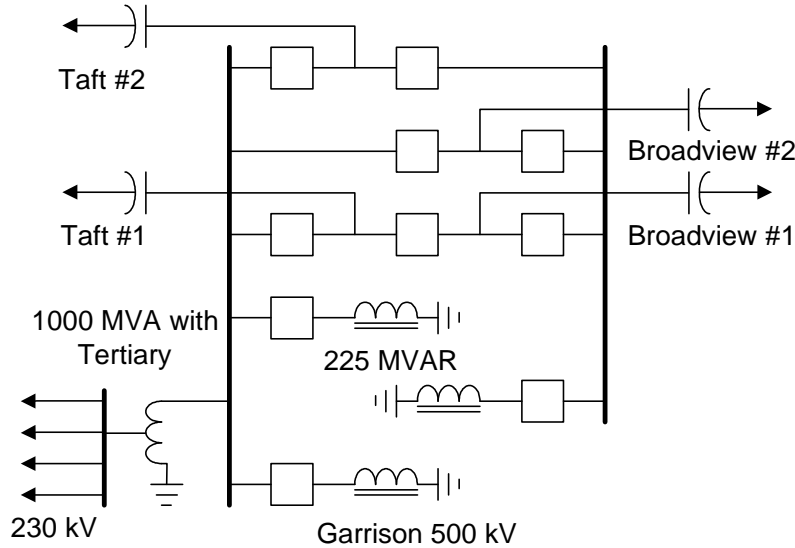 Taft #2
Broadview #2
Taft #1
Broadview #1
1000 MVA with
Tertiary
225 MVAR
230 kV
Garrison 500 kV